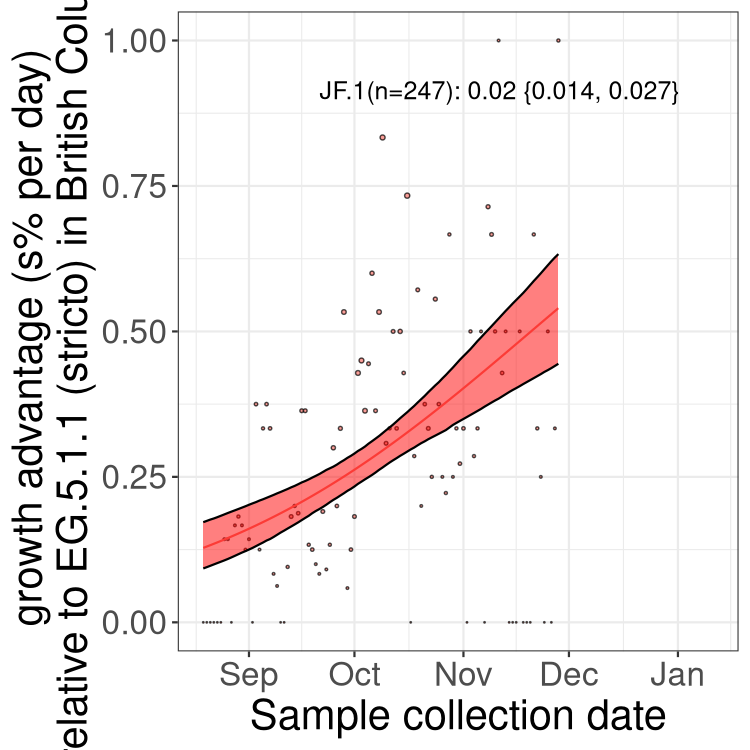 growth advantage (s% per day)
relative to EG.5.1.1 (stricto) in British
1.00
0.75
0.50
0.25
0.00
JF.1(n=247): 0.02 {0.014, 0.027}
Sep Oct Nov Dec Jan
Sample collection date